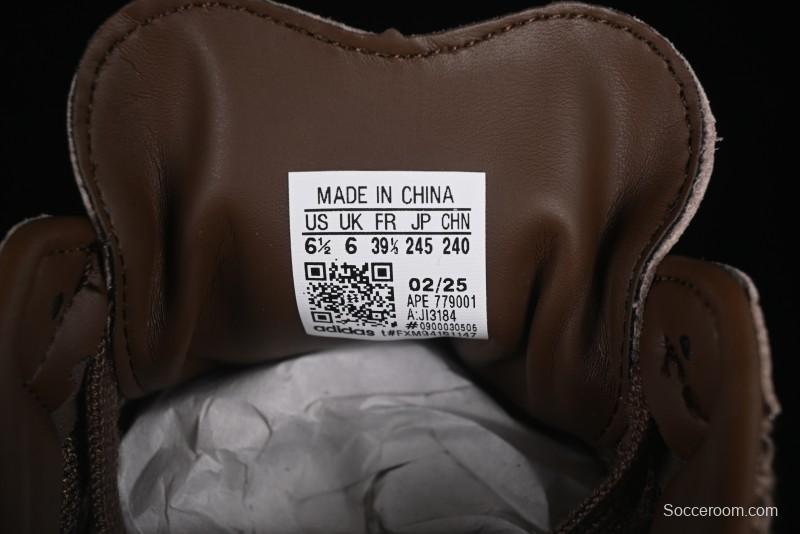 MADE IN CHINA
US UK FR JP CHN
6½ 6 39⅓ 245 240
02/25
APE 779001
A:JI3184
#0900030506
adidas t#FXM94161147
Socceroom.com